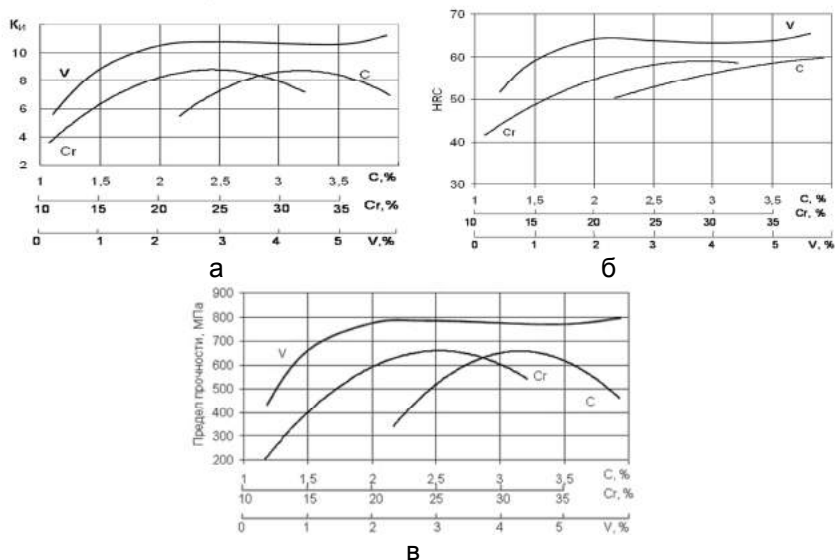 Kи
10
8
6
4
2
V
Cr
C
1 1,5 2 2,5 3 3,5 C,%
10 15 20 25 30 35 Cr,%
0 1 2 3 4 5 V,%
а
HRC
70
60
50
40
30
V
Cr
C
1 1,5 2 2,5 3 3,5 C,%
10 15 20 25 30 35 Cr,%
0 1 2 3 4 5 V, %
б
Предел прочности, МПа
900
800
700
600
500
400
300
200
V
Cr
C
1 1,5 2 2,5 3 3,5 C, %
10 15 20 25 30 35 Cr, %
0 1 2 3 4 5 V, %
в